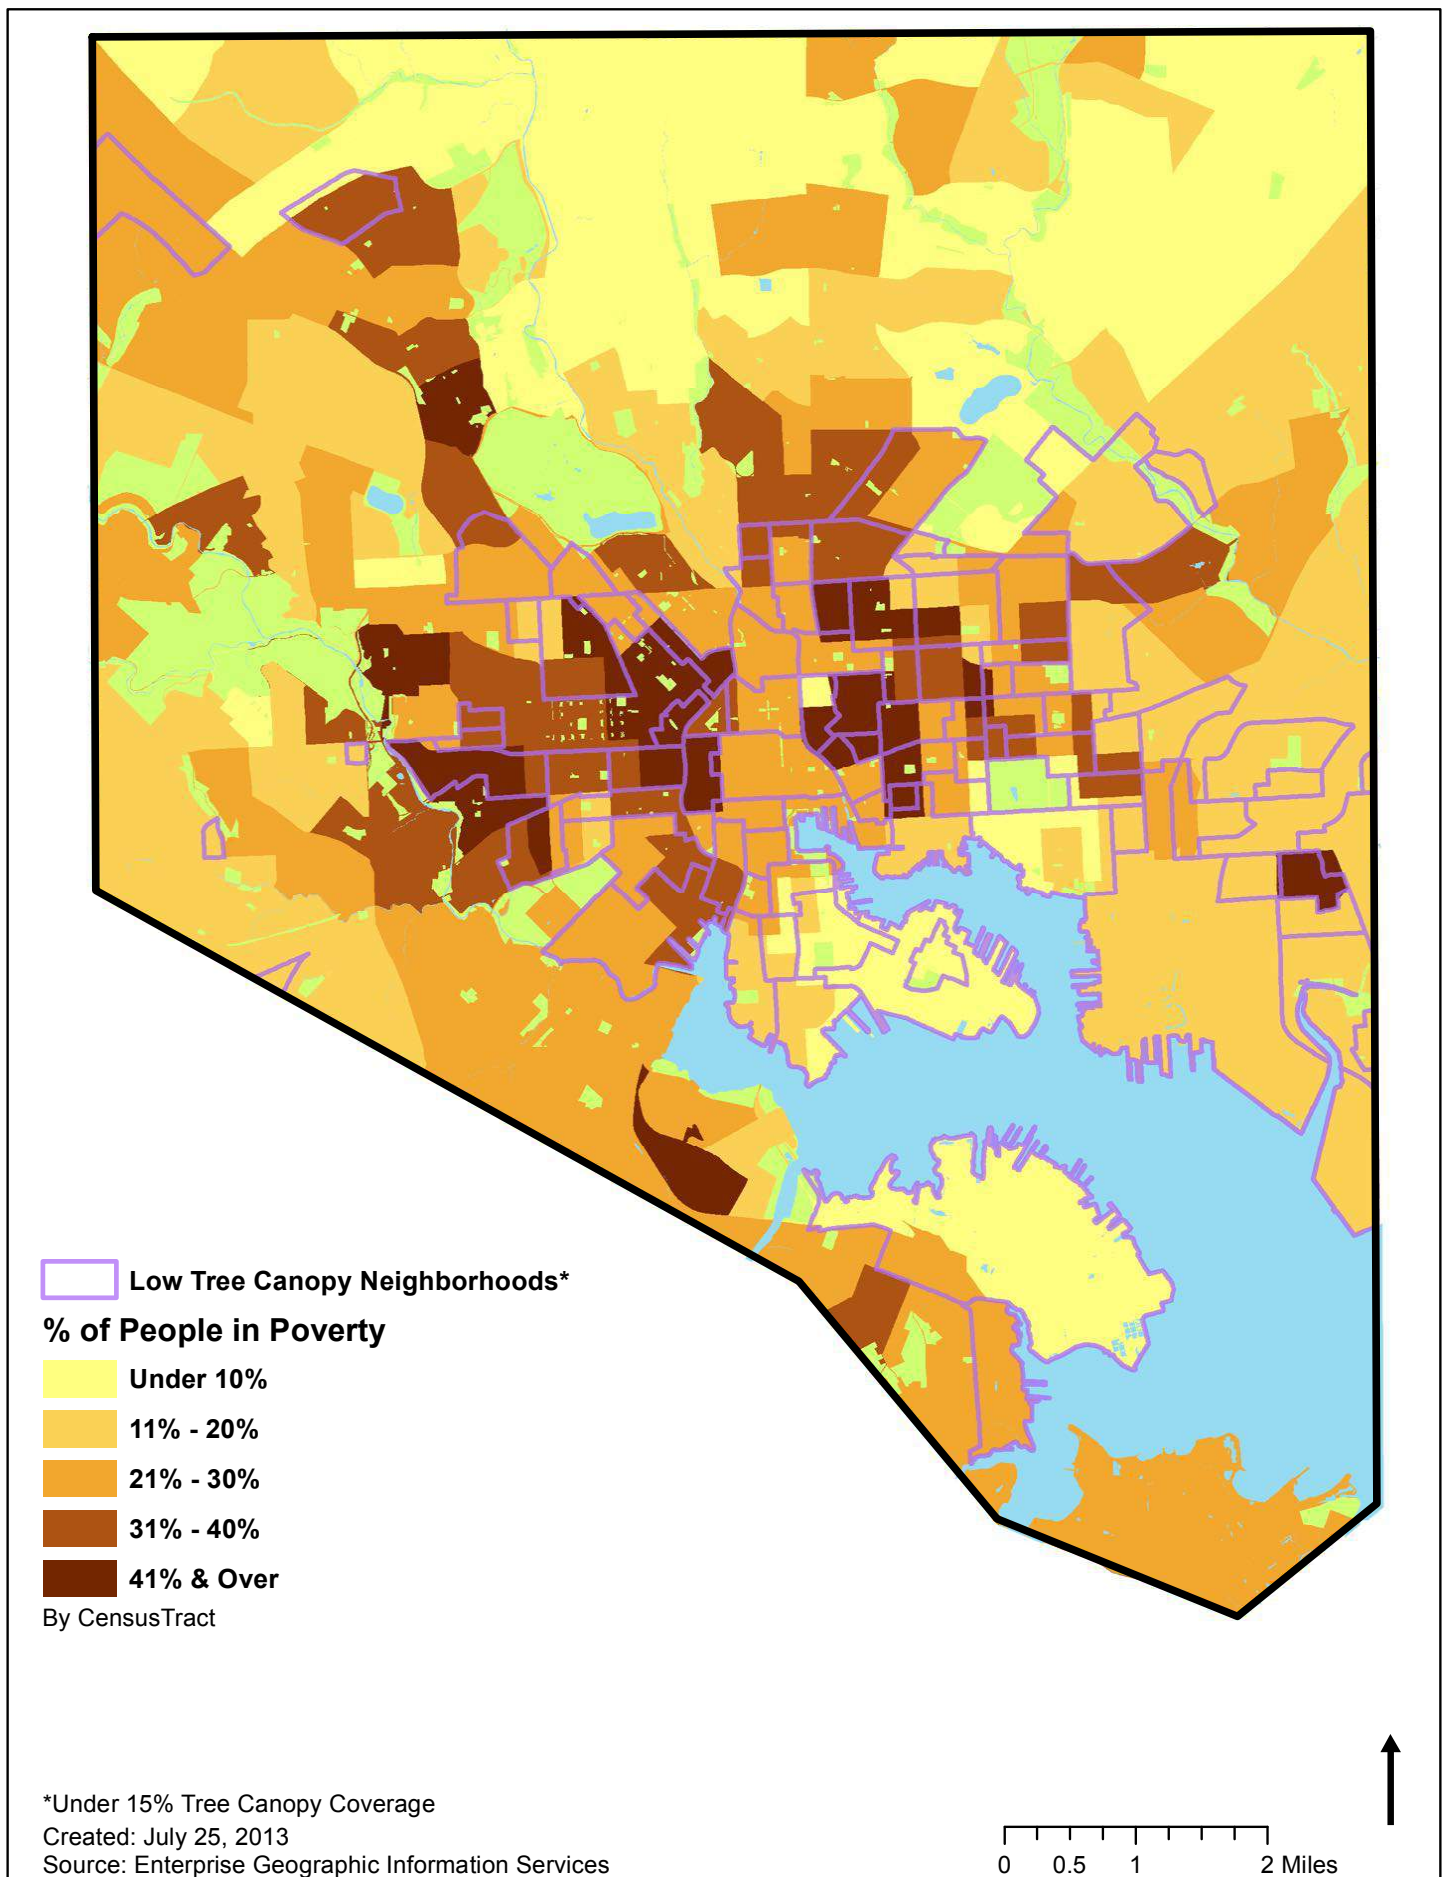 Low Tree Canopy Neighborhoods*
% of People in Poverty
Under 10%
11% - 20%
21% - 30%
31% - 40%
41% & Over
By CensusTract
*Under 15% Tree Canopy Coverage
Created: July 25, 2013
Source: Enterprise Geographic Information Services
0 0.5 1 2 Miles